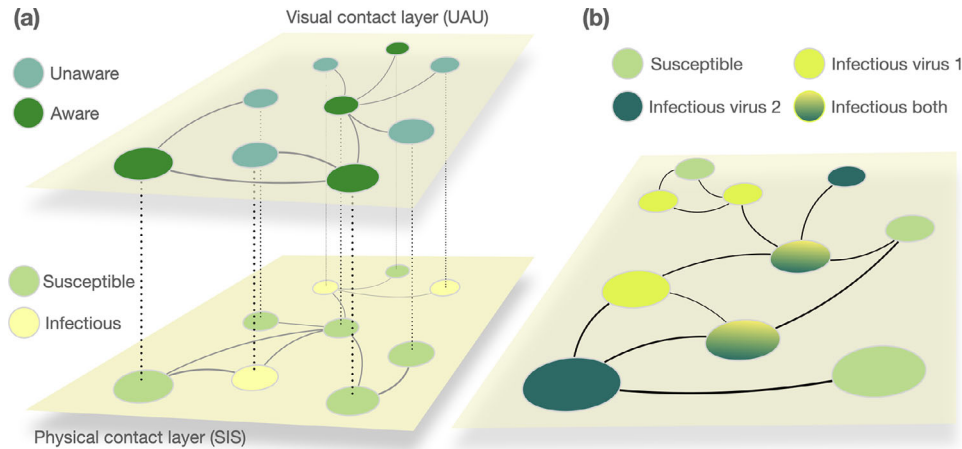 (a)
Visual contact layer (UAU)
Unaware
Aware
Susceptible
Infectious
Physical contact layer (SIS)
(b)
Susceptible
Infectious virus 1
Infectious virus 2
Infectious both